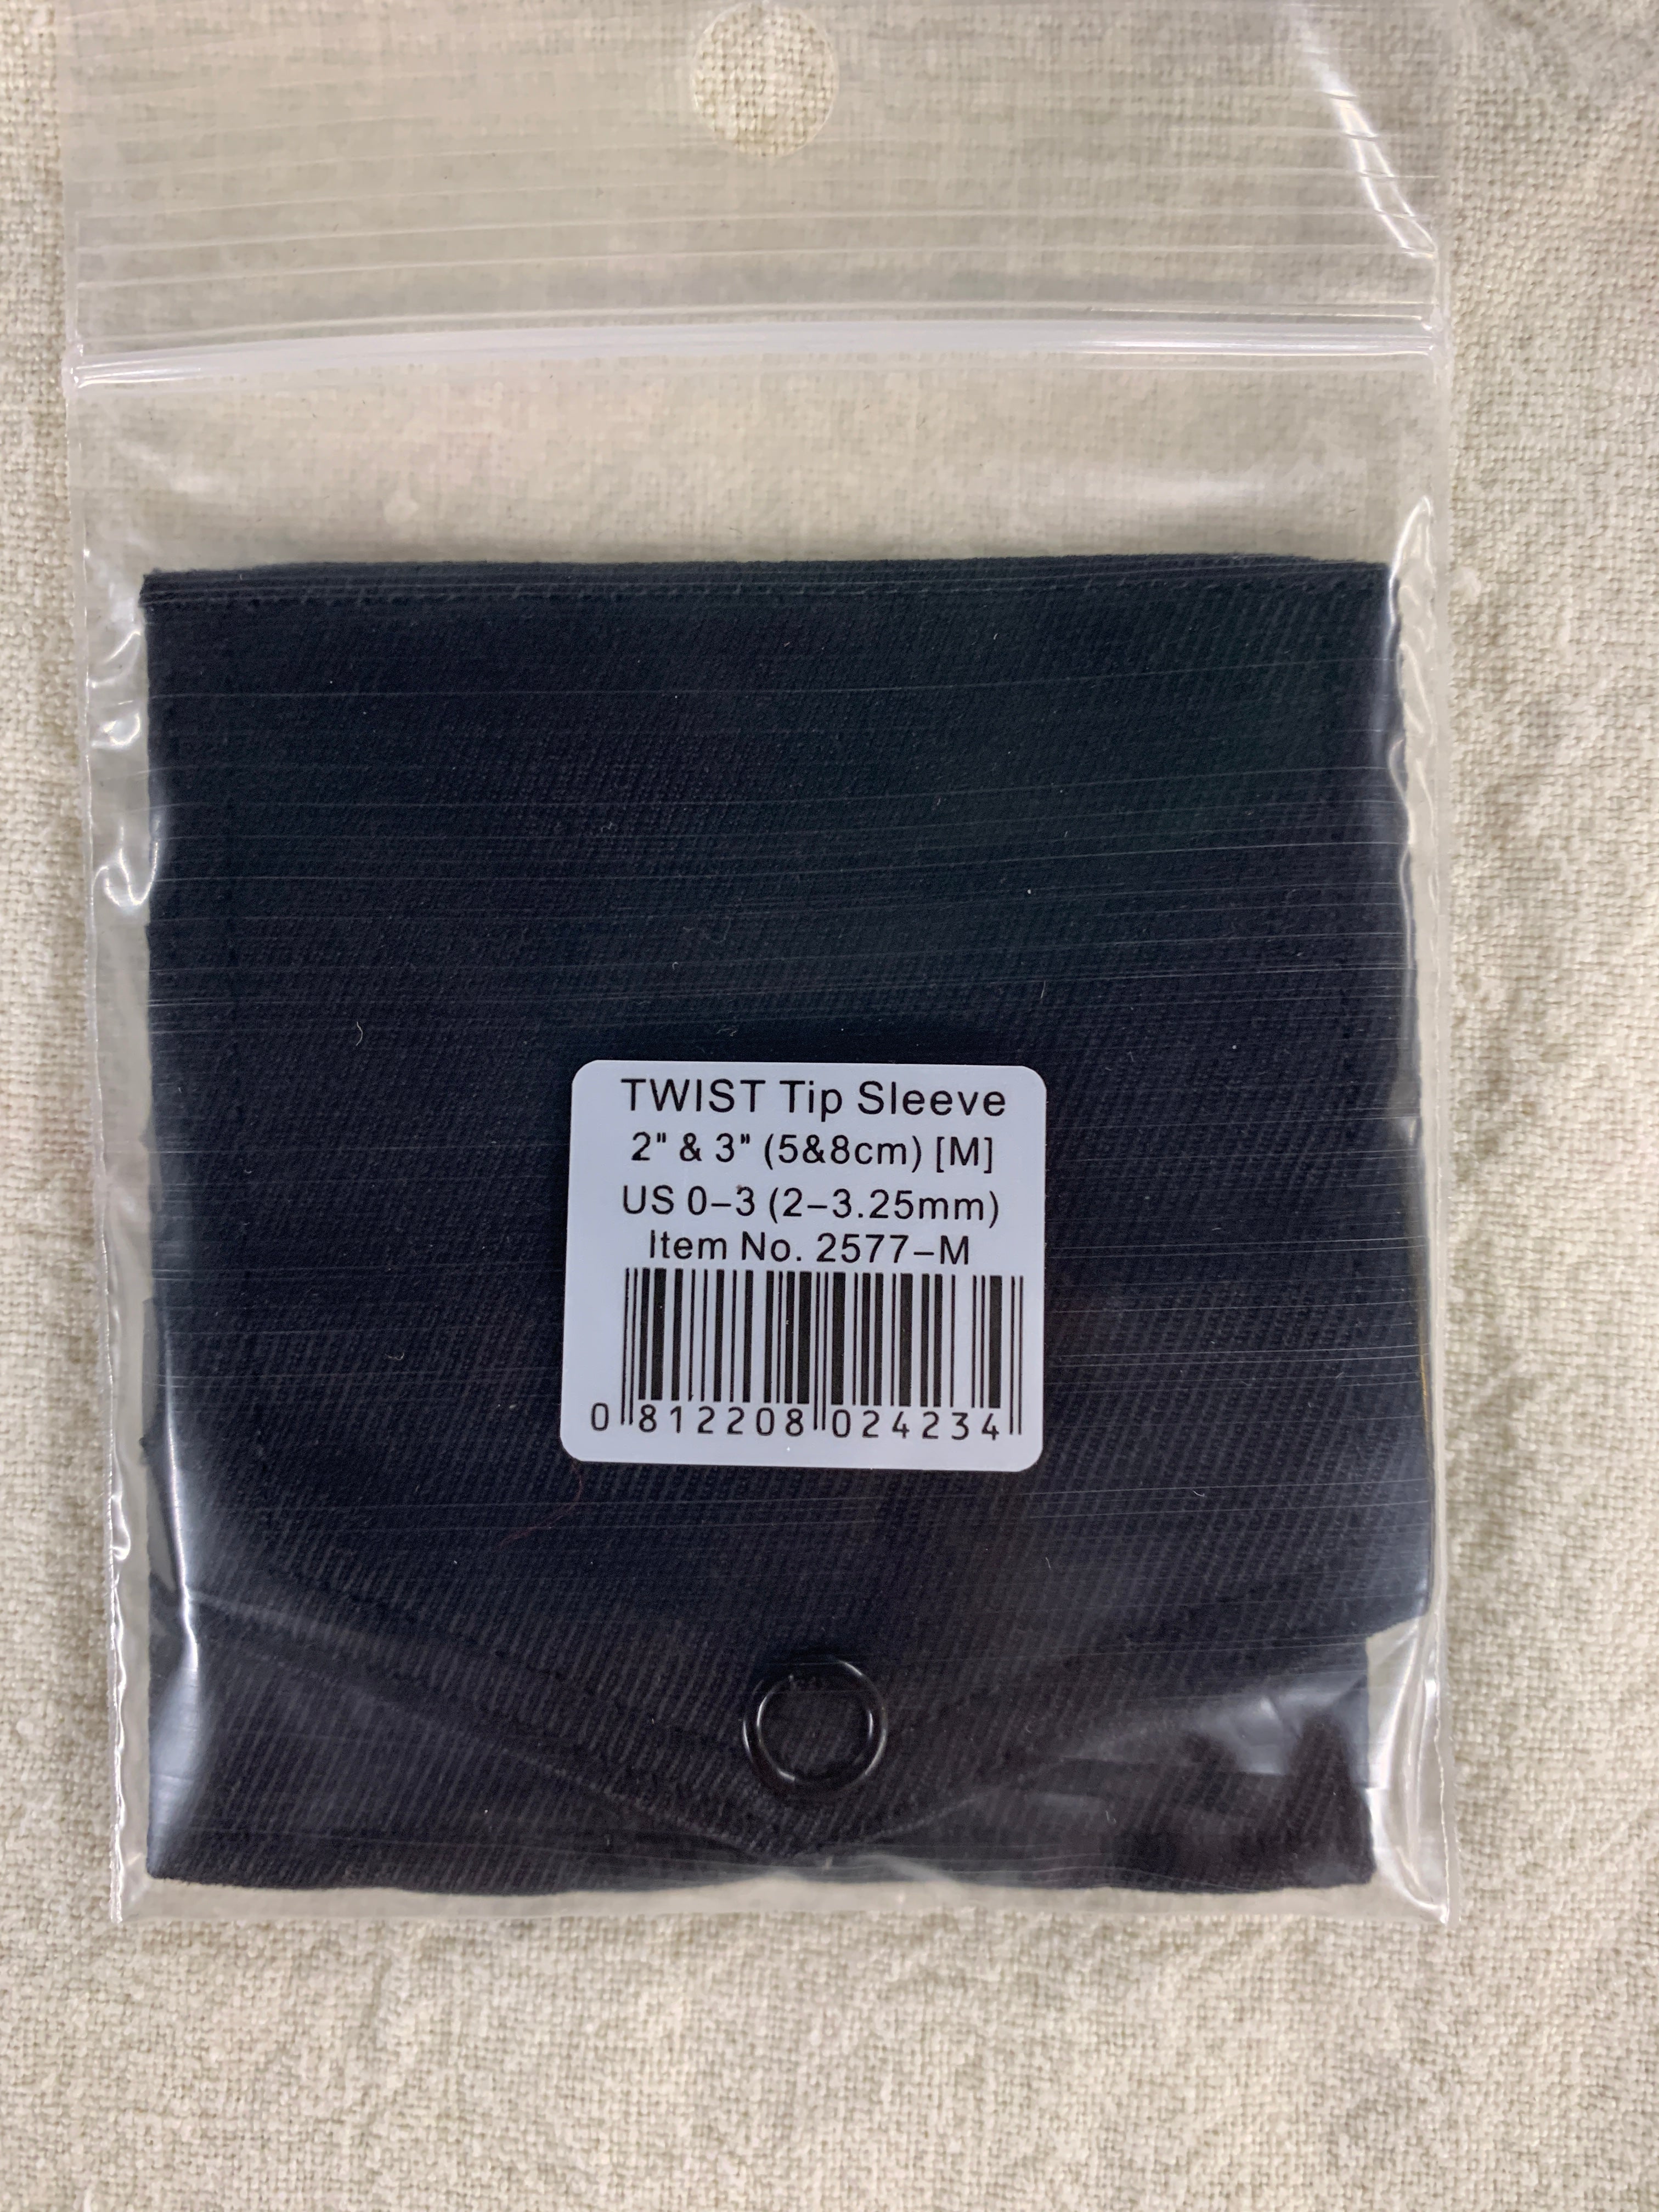 TWIST Tip Sleeve
2" & 3" (5&8cm) [M]
US 0–3 (2–3.25mm)
Item No. 2577–M
0 812208 024234